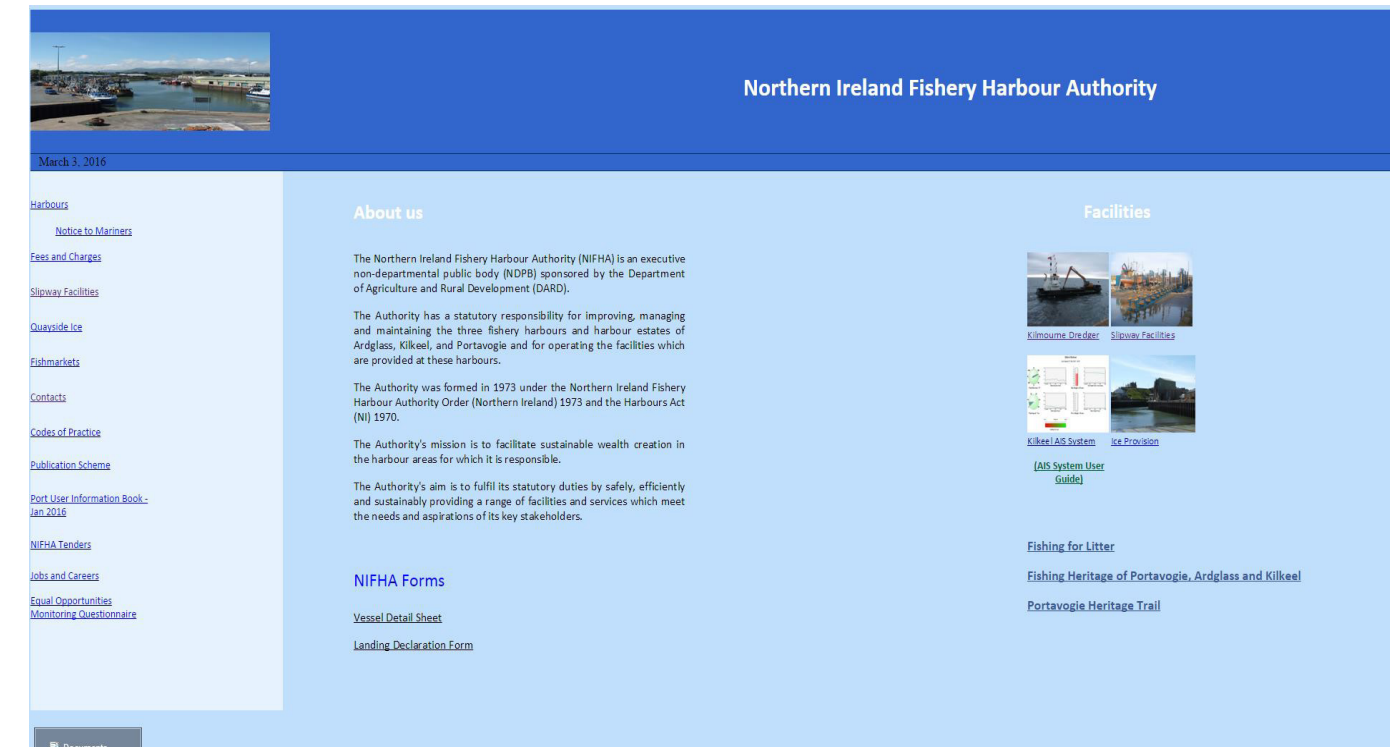 Northern Ireland Fishery Harbour Authority
March 3, 2016
Harbours
Notice to Mariners
Fees and Charges
Slipway Facilities
Quayside Ice
Fishmarkets
Contacts
Codes of Practice
Publication Scheme
Port User Information Book -
Jan 2016
NIFHA Tenders
Jobs and Careers
Equal Opportunities
Monitoring Questionnaire
About us
The Northern Ireland Fishery Harbour Authority (NIFHA) is an executive
non-departmental public body (NDPB) sponsored by the Department
of Agriculture and Rural Development (DARD).
The Authority has a statutory responsibility for improving, managing
and maintaining the three fishery harbours and harbour estates of
Ardglass, Kilkeel, and Portavogie and for operating the facilities which
are provided at these harbours.
The Authority was formed in 1973 under the Northern Ireland Fishery
Harbour Authority Order (Northern Ireland) 1973 and the Harbours Act
(NI) 1970.
The Authority's mission is to facilitate sustainable wealth creation in
the harbour areas for which it is responsible.
The Authority's aim is to fulfil its statutory duties by safely, efficiently
and sustainably providing a range of facilities and services which meet
the needs and aspirations of its key stakeholders.
NIFHA Forms
Vessel Detail Sheet
Landing Declaration Form
Facilities
Kilmourne Dredger Slipway Facilities
Kilkeel AIS System Ice Provision
(AIS System User
Guide)
Fishing for Litter
Fishing Heritage of Portavogie, Ardglass and Kilkeel
Portavogie Heritage Trail